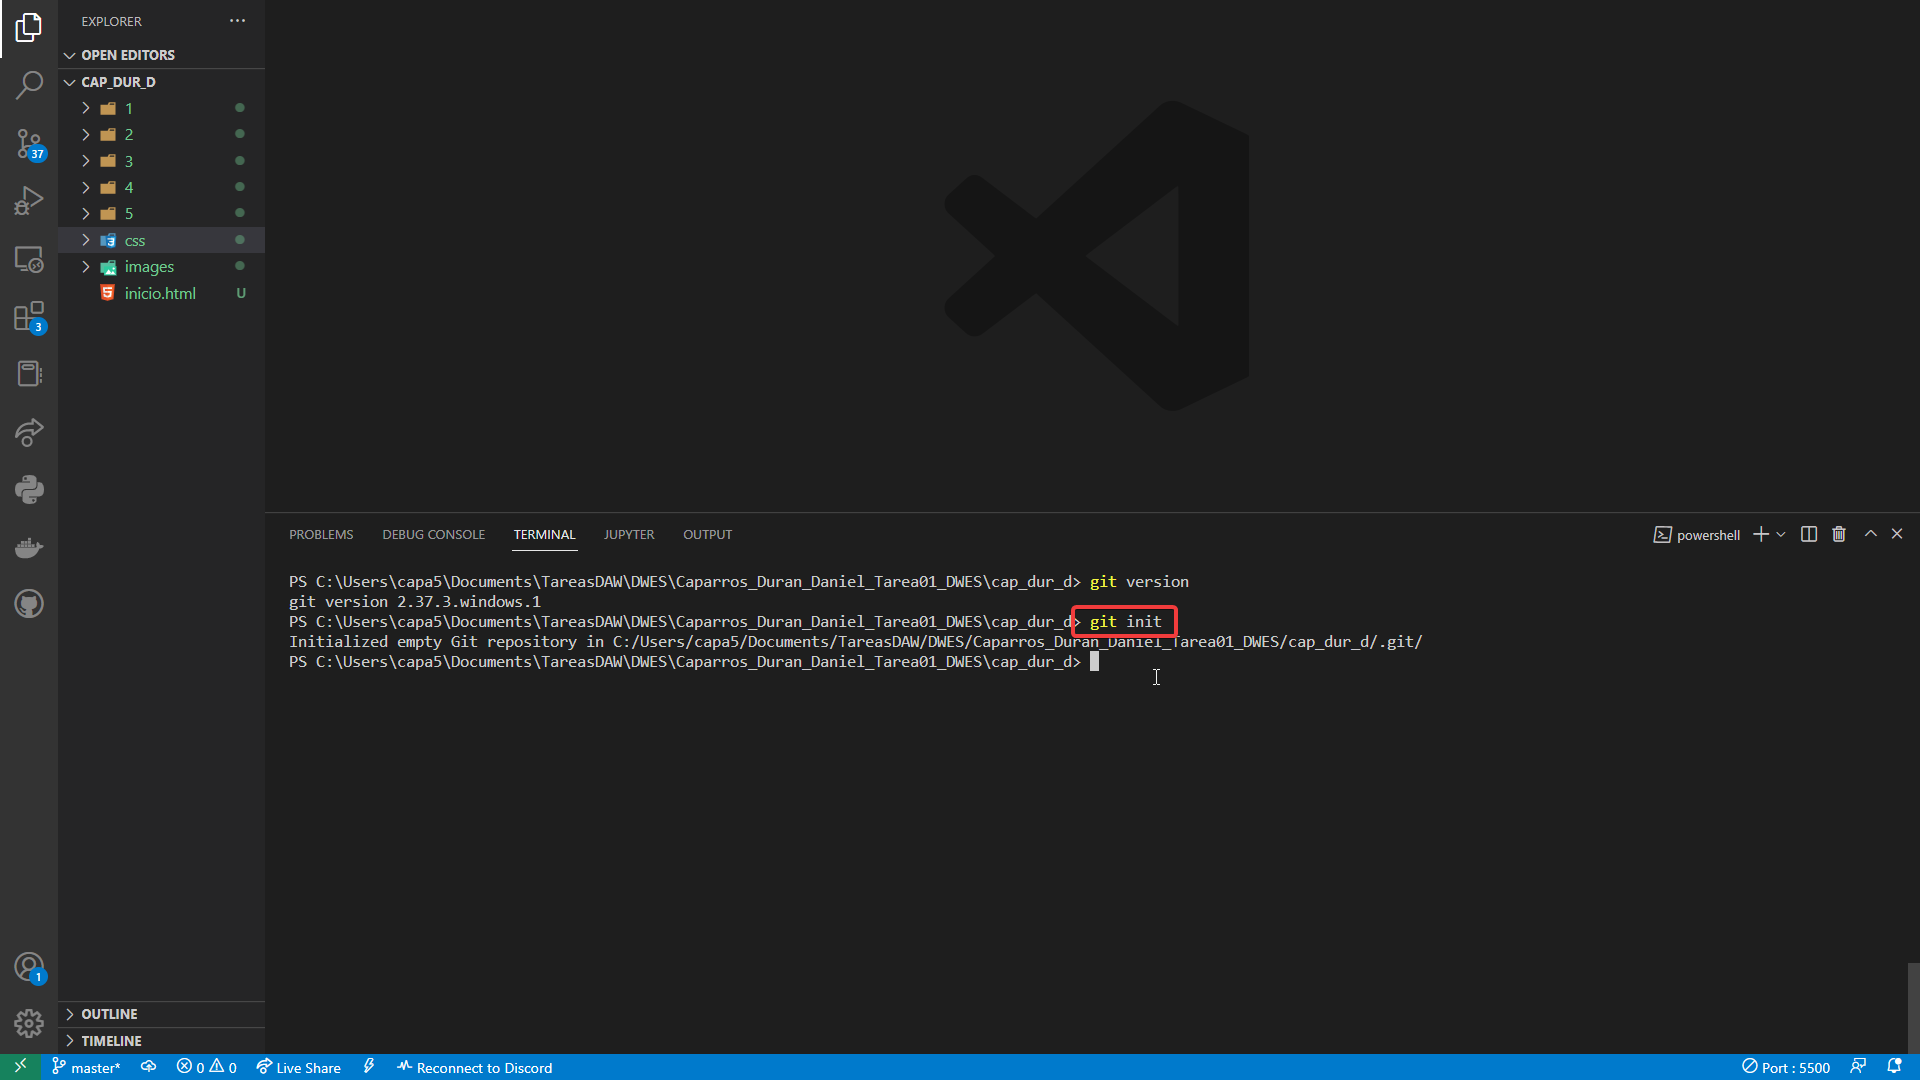 EXPLORER
OPEN EDITORS
CAP_DUR_D
1
2
3
4
5
css
images
inicio.html U
37
3
1
OUTLINE
TIMELINE
PROBLEMS DEBUG CONSOLE TERMINAL JUPYTER OUTPUT
powershell
PS C:\Users\capa5\Documents\TareasDAW\DWES\Caparros_Duran_Daniel_Tarea01_DWES\cap_dur_d> git version
git version 2.37.3.windows.1
PS C:\Users\capa5\Documents\TareasDAW\DWES\Caparros_Duran_Daniel_Tarea01_DWES\cap_dur_d> git init
Initialized empty Git repository in C:/Users/capa5/Documents/TareasDAW/DWES/Caparros_Duran_Daniel_Tarea01_DWES/cap_dur_d/.git/
PS C:\Users\capa5\Documents\TareasDAW\DWES\Caparros_Duran_Daniel_Tarea01_DWES\cap_dur_d>
master* 0 0 Live Share Reconnect to Discord Port : 5500